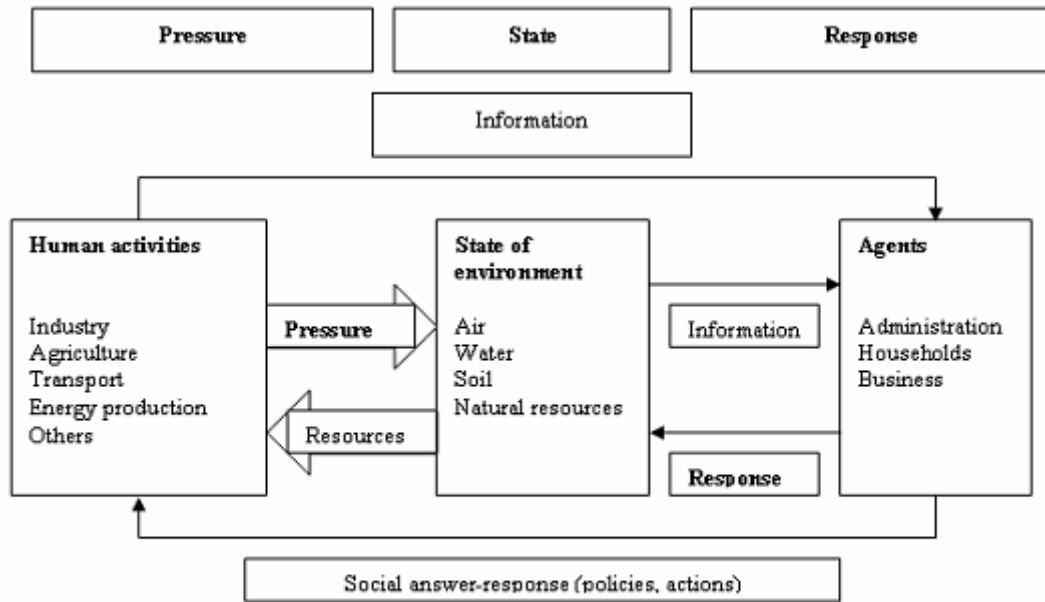 Pressure
State
Response
Information
Human activities
Industry
Agriculture
Transport
Energy production
Others
Pressure
Resources
State of
environment
Air
Water
Soil
Natural resources
Information
Response
Agents
Administration
Households
Business
Social answer-response (policies, actions)